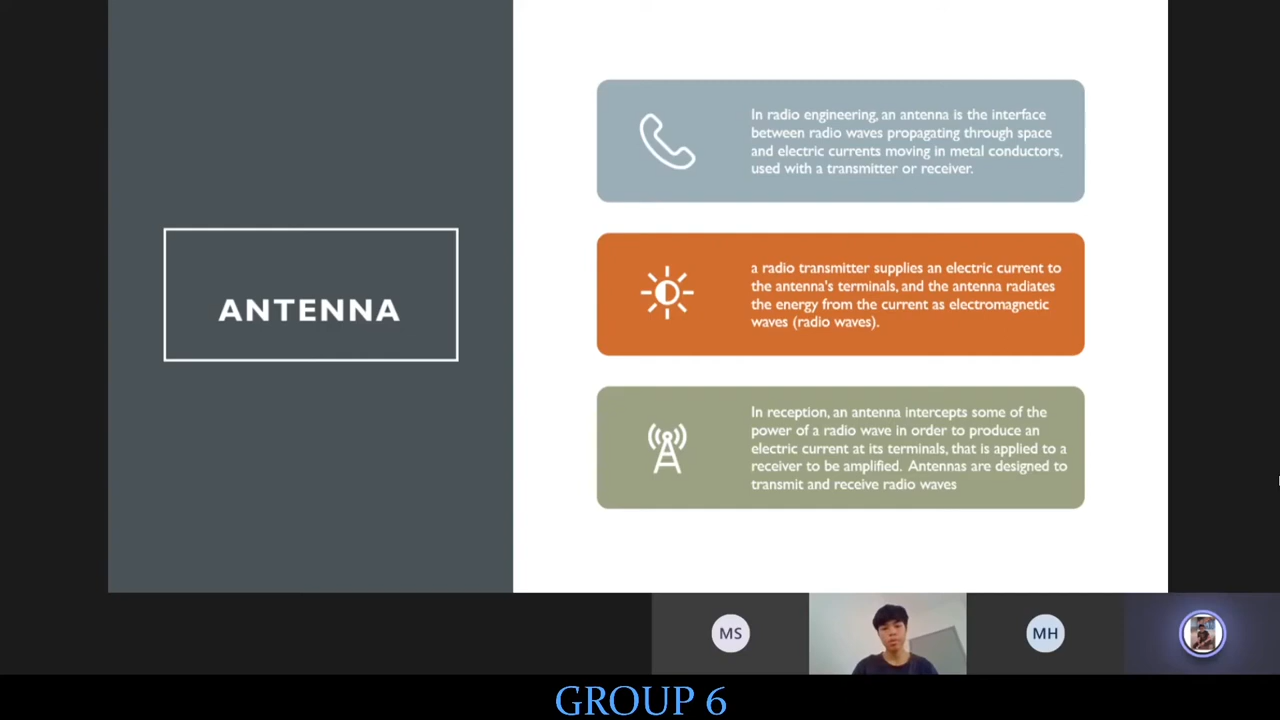 ANTENNA
In radio engineering, an antenna is the interface
between radio waves propagating through space
and electric currents moving in metal conductors,
used with a transmitter or receiver.
a radio transmitter supplies an electric current to
the antenna's terminals, and the antenna radiates
the energy from the current as electromagnetic
waves (radio waves).
In reception, an antenna intercepts some of the
power of a radio wave in order to produce an
electric current at its terminals, that is applied to a
receiver to be amplified.  Antennas are designed to
transmit and receive radio waves
MS
MH
GROUP 6